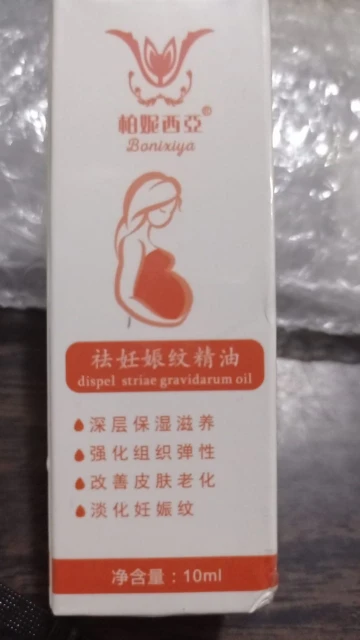 帕妮西亞®
Bonixiya
祛妊娠纹精油
dispel striae gravidarum oil
深层保湿滋养
强化组织弹性
改善皮肤老化
淡化妊娠纹
净含量：10ml